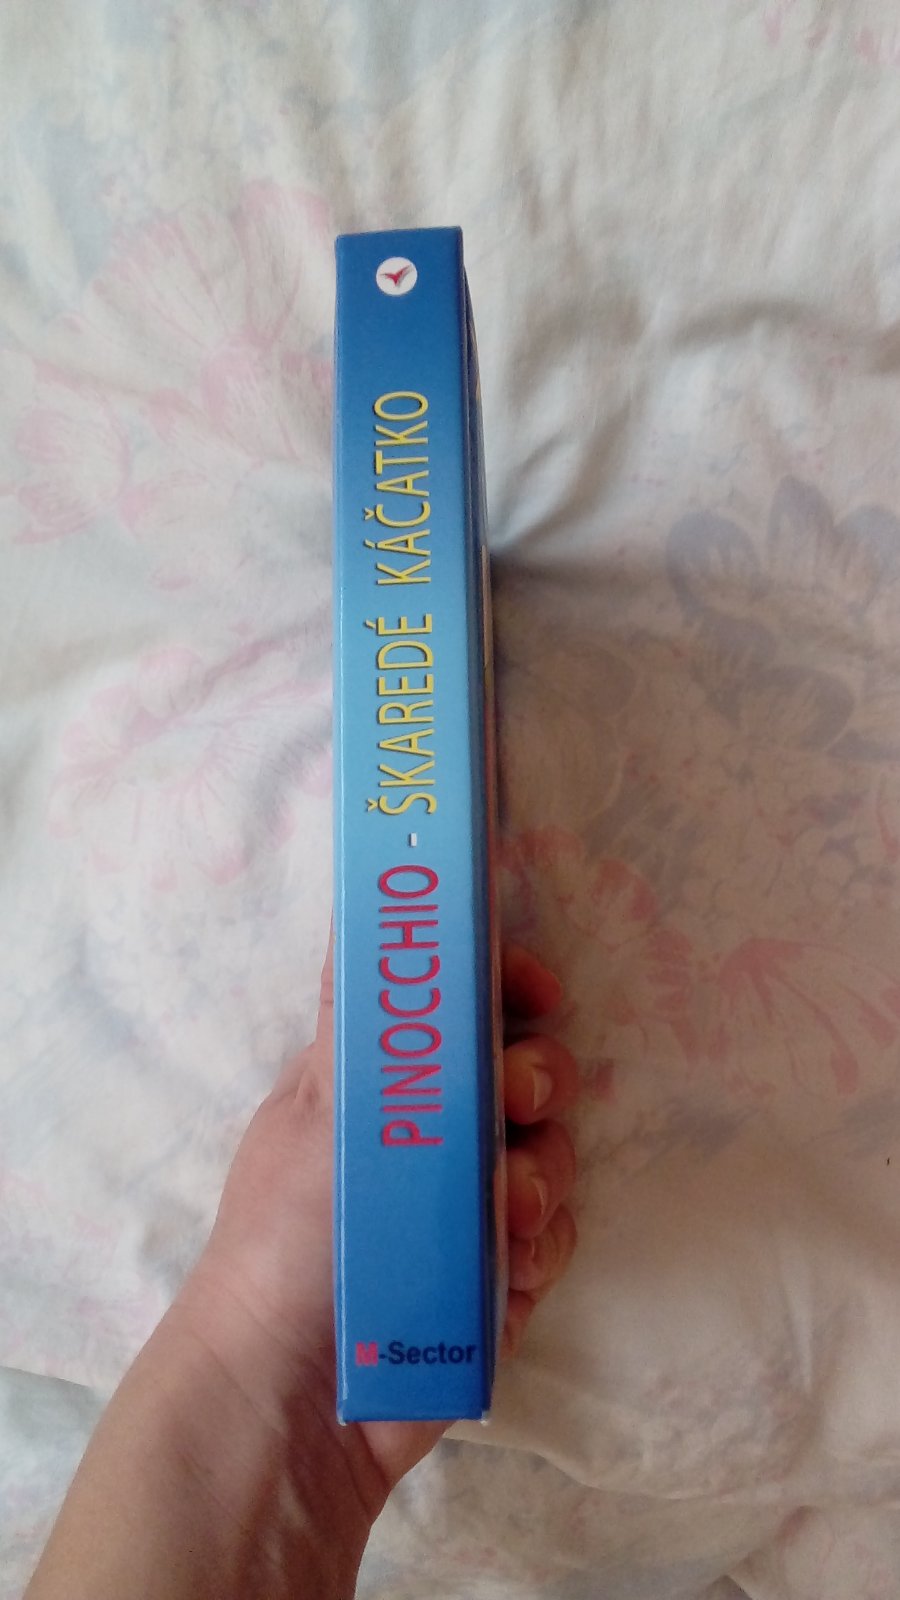 PINOCCHIO - ŠKAREDÉ KÁČATKO
M-Sector